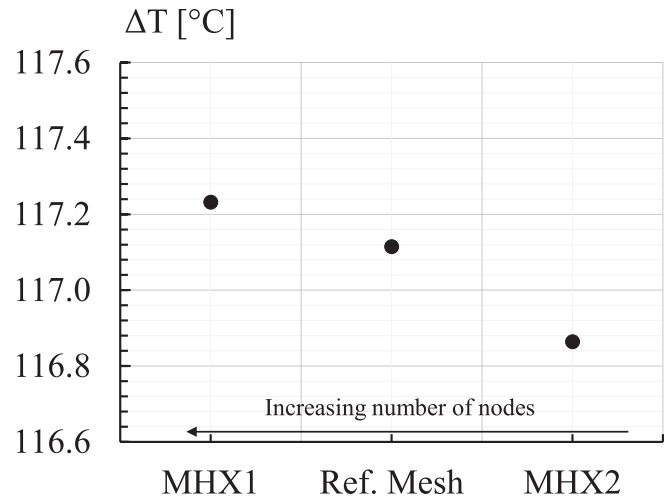 ΔT [°C]
117.6
117.4
117.2
117.0
116.8
116.6
Increasing number of nodes
MHX1 Ref. Mesh MHX2